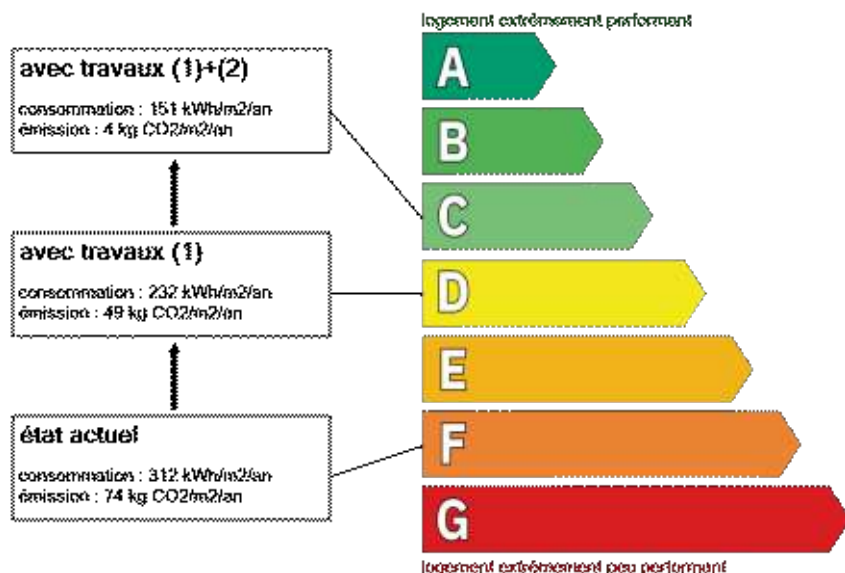 logement extrêmement performant
avec travaux (1)+(2)
consommation : 151 kWh/m2/an
émission : 4 kg CO2/m2/an
avec travaux (1)
consommation : 232 kWh/m2/an
émission : 49 kg CO2/m2/an
état actuel
consommation : 312 kWh/m2/an
émission : 74 kg CO2/m2/an
A
B
C
D
E
F
G
logement extrêmement peu performant